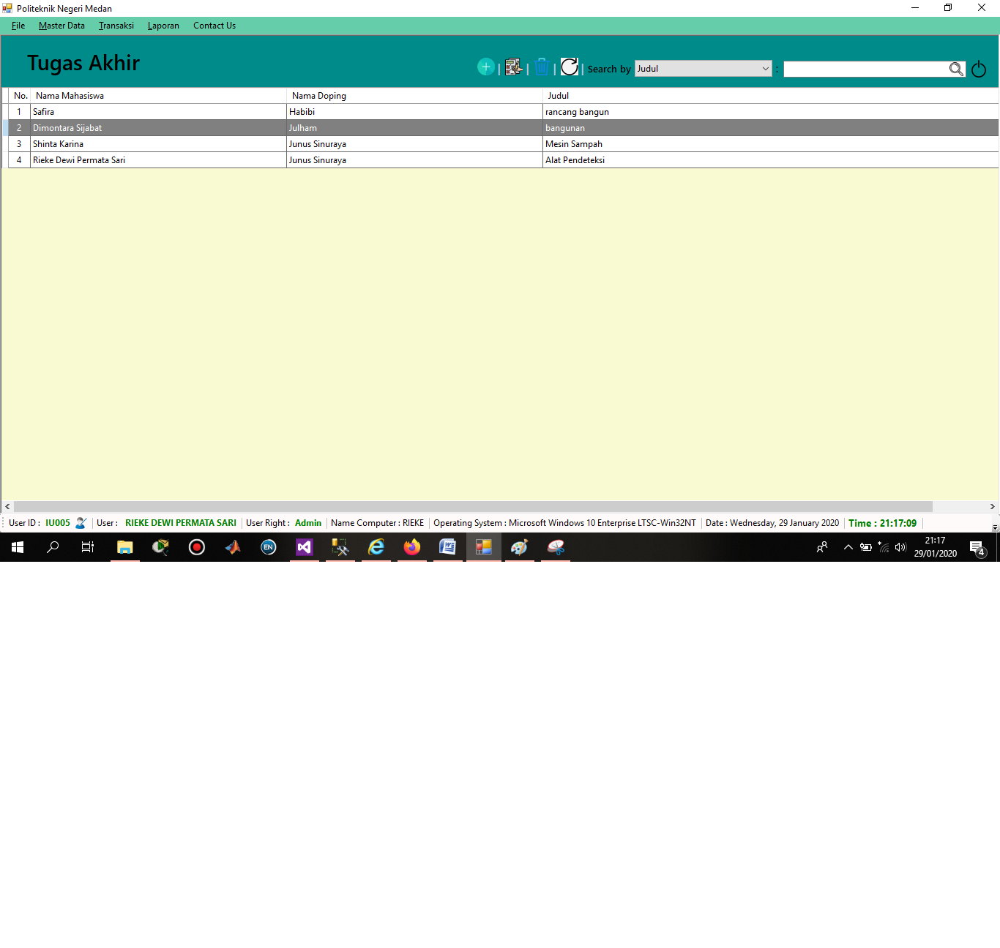 Politeknik Negeri Medan
File Master Data Transaksi Laporan Contact Us
Tugas Akhir | | | | Search by Judul :
No. Nama Mahasiswa Nama Doping Judul
1 Safira Habibi rancang bangun
2 Dimontara Sijabat Julham bangunan
3 Shinta Karina Junus Sinuraya Mesin Sampah
4 Rieke Dewi Permata Sari Junus Sinuraya Alat Pendeteksi
User ID : IU005 User : RIEKE DEWI PERMATA SARI User Right : Admin Name Computer : RIEKE Operating System : Microsoft Windows 10 Enterprise LTSC-Win32NT Date : Wednesday, 29 January 2020 Time : 21:17:09
EN 21:17
29/01/2020 4